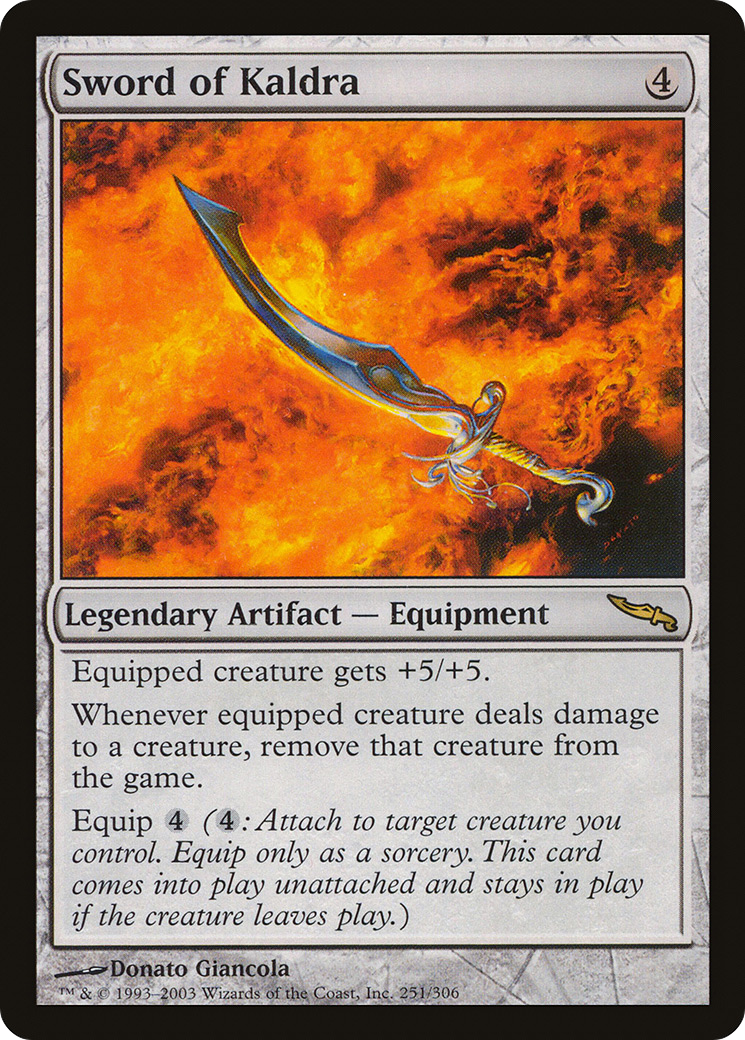 Sword of Kaldra 4
Legendary Artifact — Equipment
Equipped creature gets +5/+5.
Whenever equipped creature deals damage
to a creature, remove that creature from
the game.
Equip 4 (4: Attach to target creature you
control. Equip only as a sorcery. This card
comes into play unattached and stays in play
if the creature leaves play.)
Donato Giancola
™ & © 1993–2003 Wizards of the Coast, Inc. 251/306